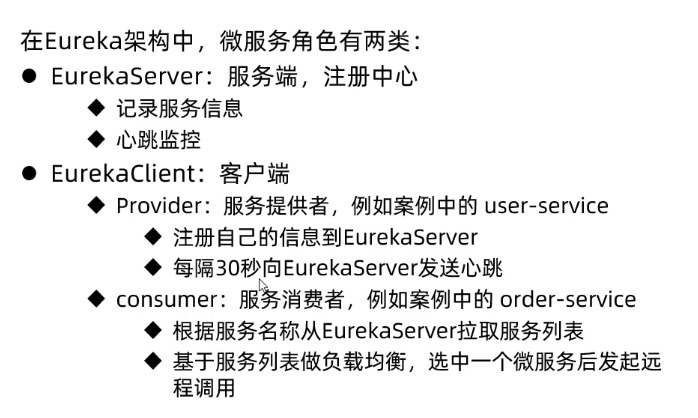 在Eureka架构中，微服务角色有两类：
● EurekaServer：服务端，注册中心
◆ 记录服务信息
◆ 心跳监控
● EurekaClient：客户端
◆ Provider：服务提供者，例如案例中的 user-service
◆ 注册自己的信息到EurekaServer
◆ 每隔30秒向EurekaServer发送心跳
◆ consumer：服务消费者，例如案例中的 order-service
◆ 根据服务名称从EurekaServer拉取服务列表
◆ 基于服务列表做负载均衡，选中一个微服务后发起远
程调用